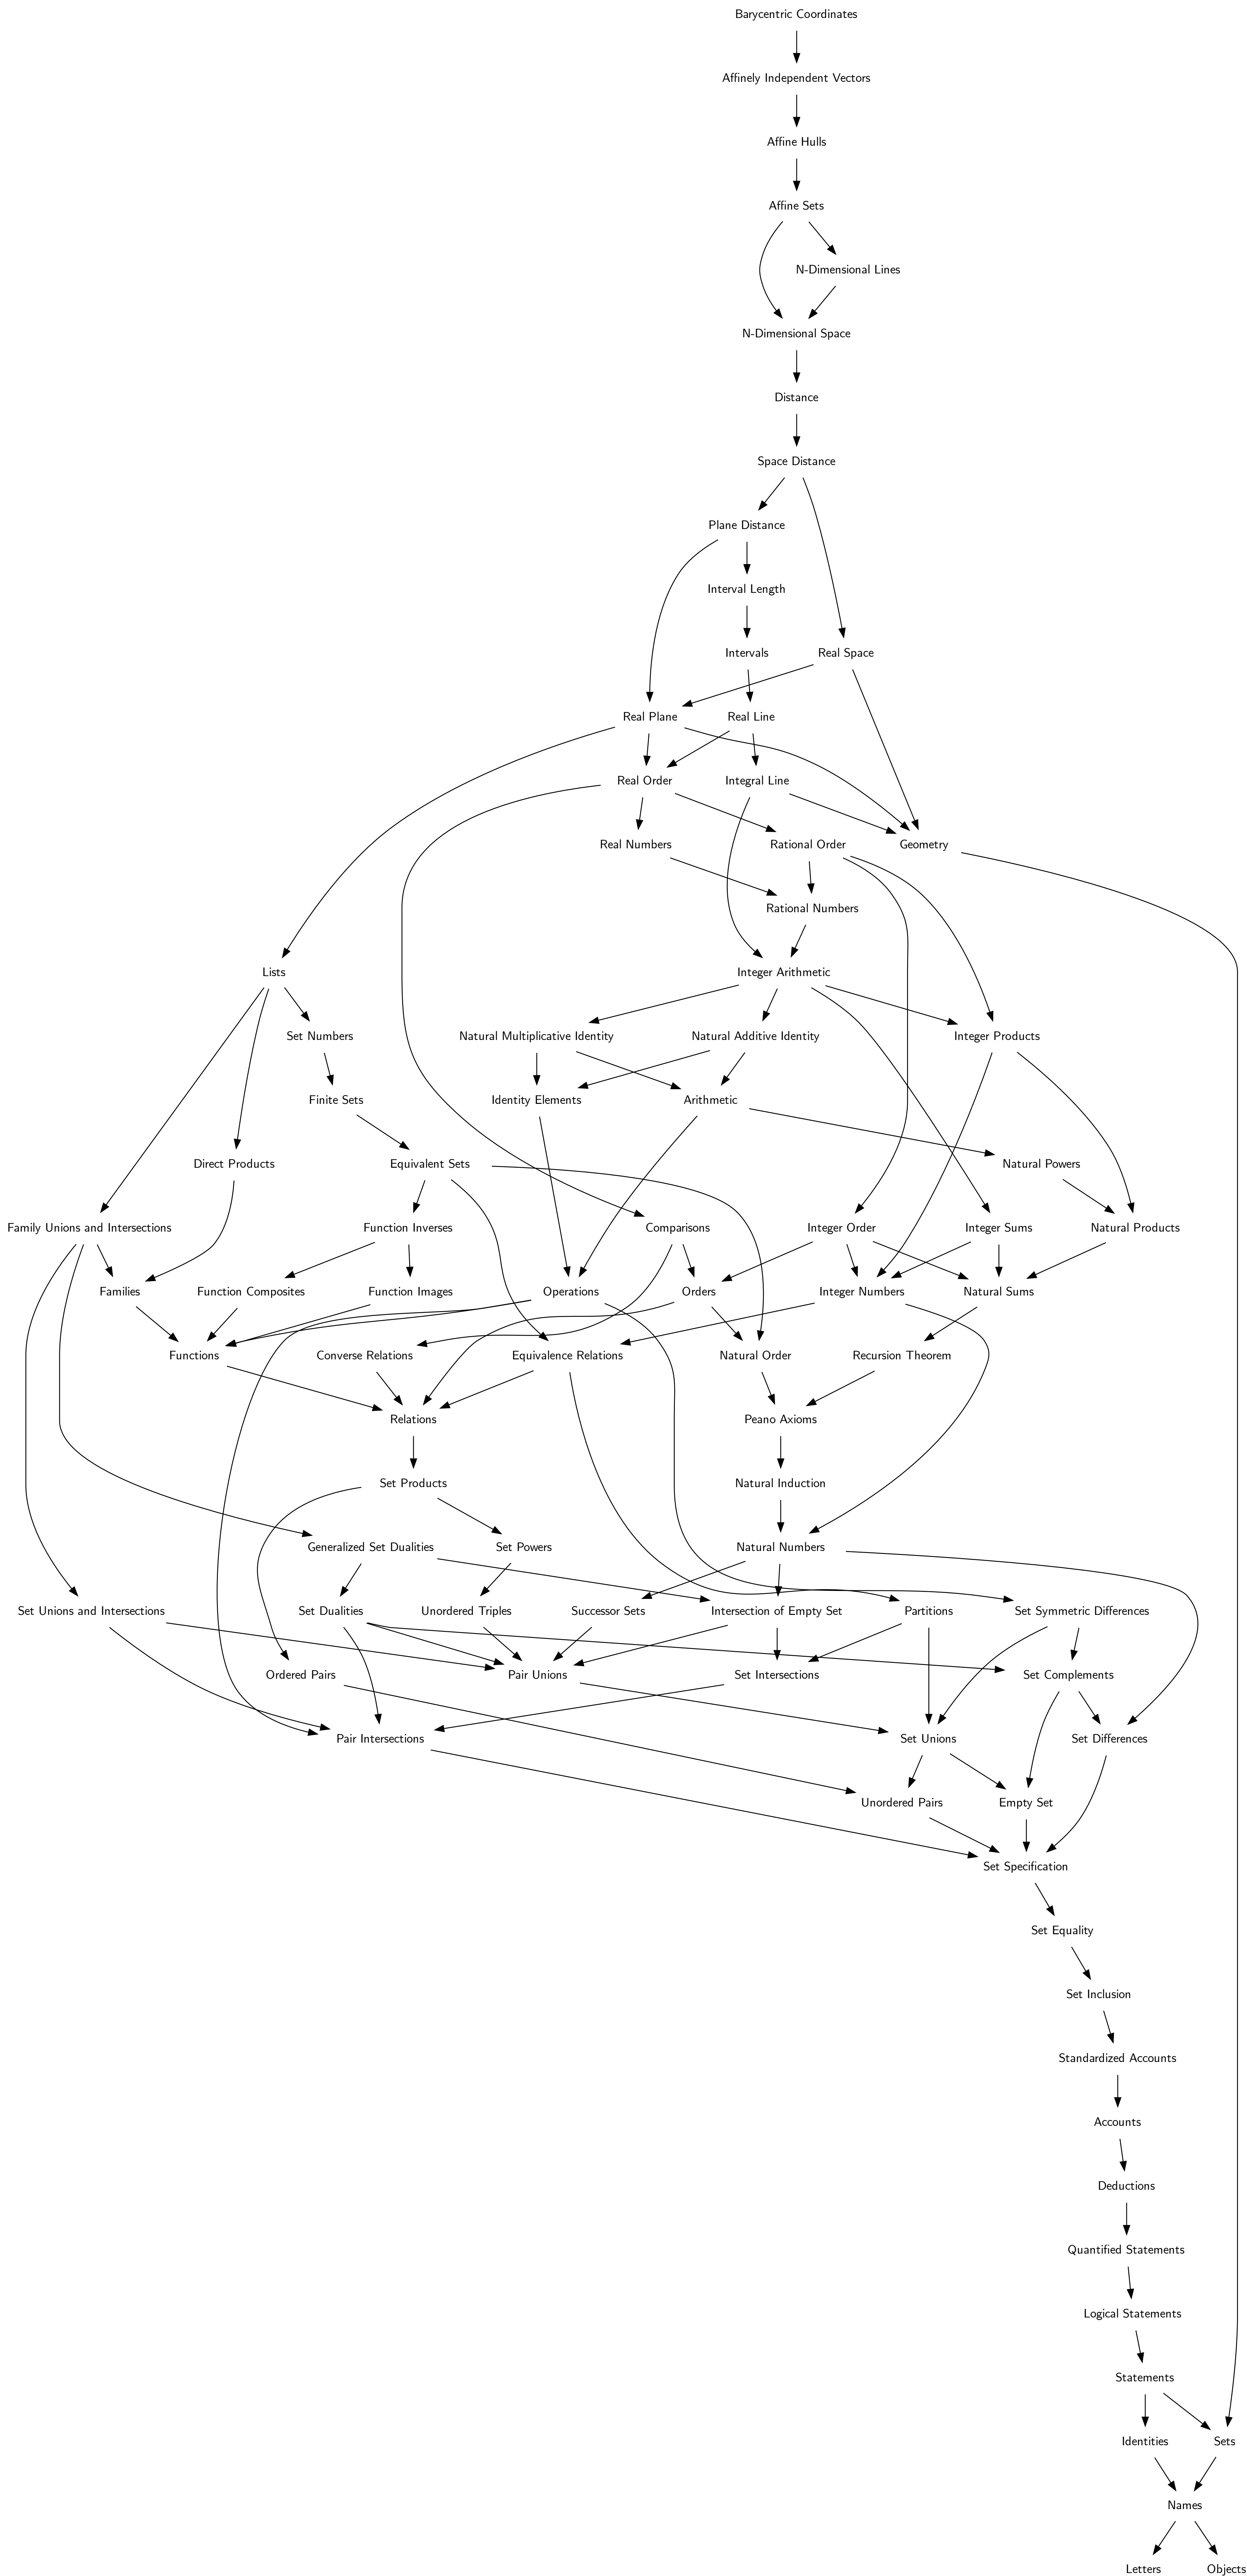 Barycentric Coordinates
Affinely Independent Vectors
Affine Hulls
Affine Sets
N-Dimensional Lines
N-Dimensional Space
Distance
Space Distance
Plane Distance
Interval Length
Intervals
Real Space
Real Plane
Real Line
Real Order
Integral Line
Real Numbers
Rational Order
Geometry
Rational Numbers
Lists
Integer Arithmetic
Set Numbers
Natural Multiplicative Identity
Natural Additive Identity
Integer Products
Finite Sets
Identity Elements
Arithmetic
Direct Products
Equivalent Sets
Natural Powers
Family Unions and Intersections
Function Inverses
Comparisons
Integer Order
Integer Sums
Natural Products
Families
Function Composites
Function Images
Operations
Orders
Integer Numbers
Natural Sums
Functions
Converse Relations
Equivalence Relations
Natural Order
Recursion Theorem
Relations
Peano Axioms
Set Products
Natural Induction
Generalized Set Dualities
Set Powers
Natural Numbers
Set Unions and Intersections
Set Dualities
Unordered Triples
Successor Sets
Intersection of Empty Set
Partitions
Set Symmetric Differences
Ordered Pairs
Pair Unions
Set Intersections
Set Complements
Pair Intersections
Set Unions
Set Differences
Unordered Pairs
Empty Set
Set Specification
Set Equality
Set Inclusion
Standardized Accounts
Accounts
Deductions
Quantified Statements
Logical Statements
Statements
Identities
Sets
Names
Letters
Objects